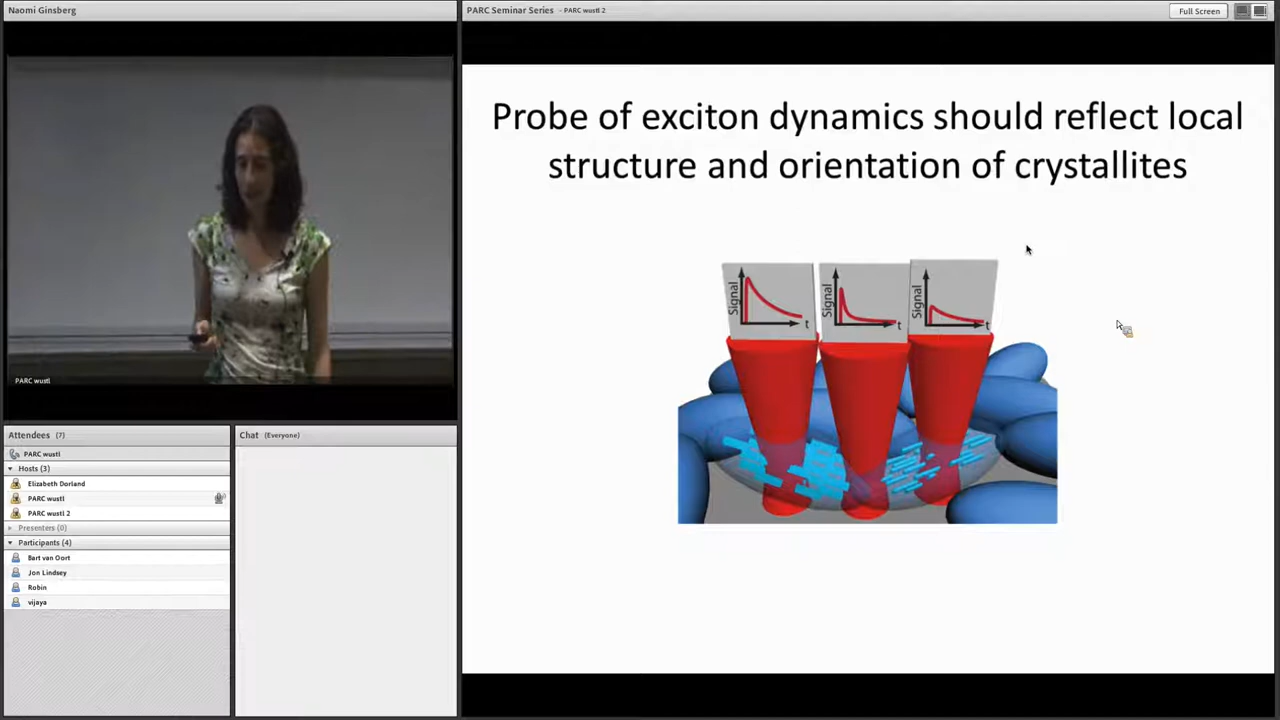 Naomi Ginsberg
PARC Seminar Series - PARC wustl 2
Full Screen
Probe of exciton dynamics should reflect local
structure and orientation of crystallites
Signal
t
Signal
t
Signal
t
PARC wustl
Attendees (7)
PARC wustl
Hosts (3)
Elizabeth Dorland
PARC wustl
PARC wustl 2
Presenters (0)
Participants (4)
Bart van Oort
Jon Lindsey
Robin
vijaya
Chat (Everyone)